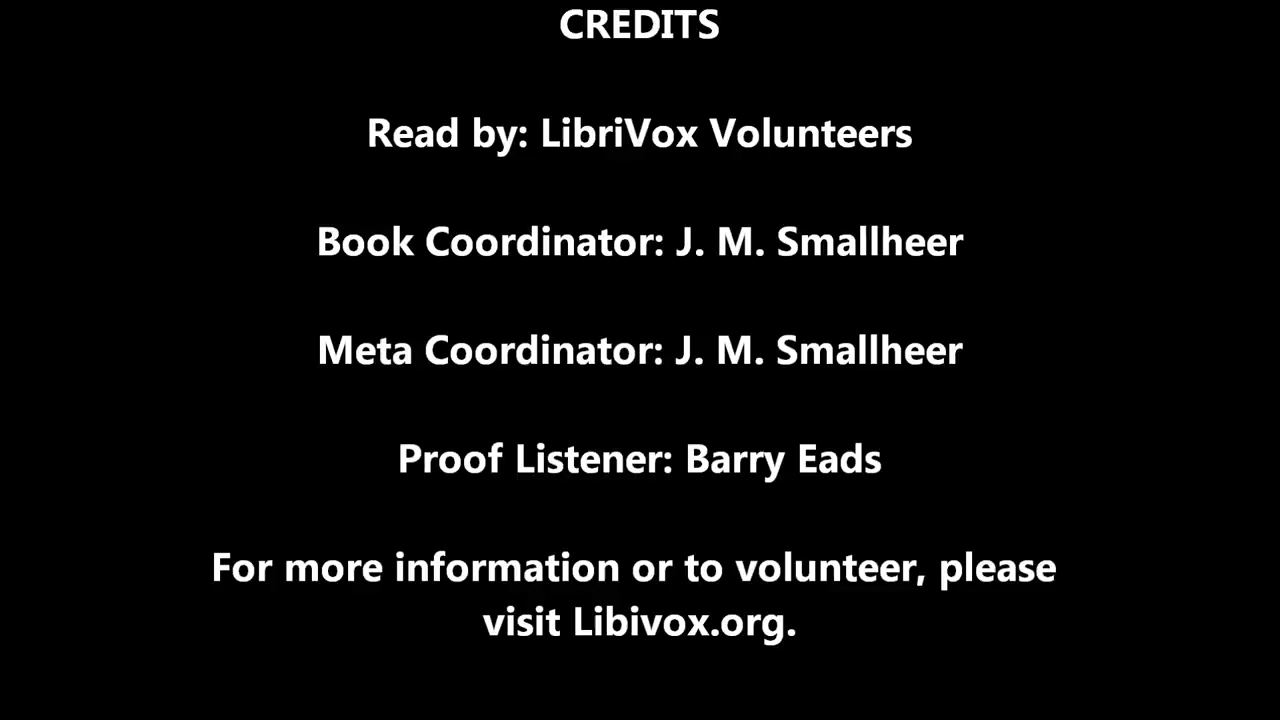 CREDITS
Read by: LibriVox Volunteers
Book Coordinator: J. M. Smallheer
Meta Coordinator: J. M. Smallheer
Proof Listener: Barry Eads
For more information or to volunteer, please
visit Libivox.org.